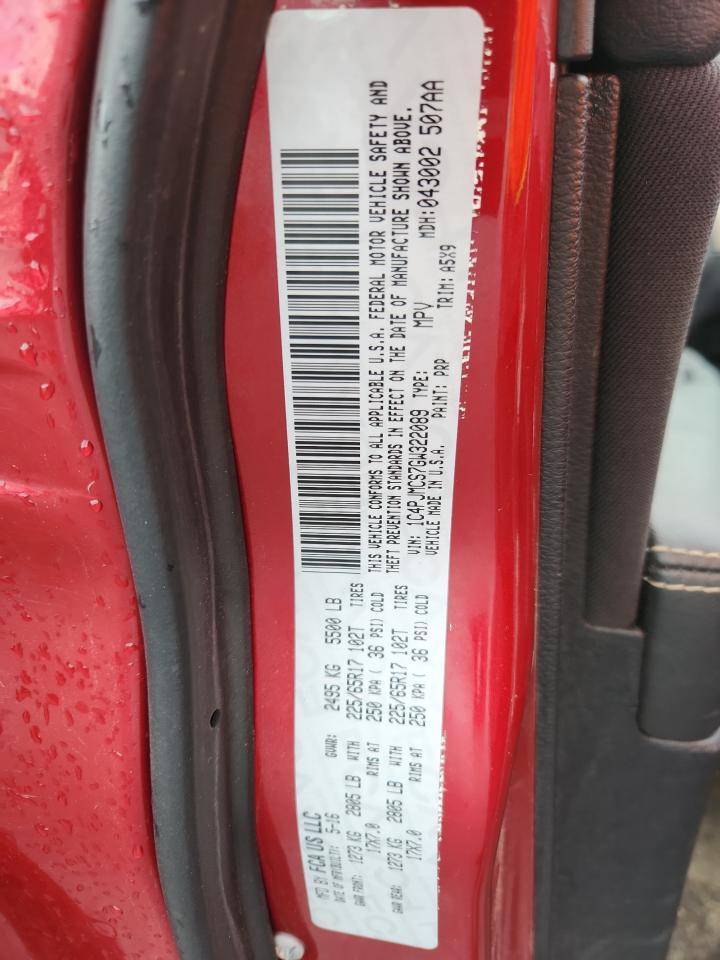 MFD BY FCA US LLC
DATE OF MFR(BUILT): 5-16 GVWR: 2495 KG 5500 LB
GAWR FRONT: 1273 KG 2805 LB WITH 225/65R17 102T TIRES
17X7.0 RIMS AT 250 KPA ( 36 PSI) COLD
GAWR REAR: 1273 KG 2805 LB WITH 225/65R17 102T TIRES
17X7.0 RIMS AT 250 KPA ( 36 PSI) COLD
THIS VEHICLE CONFORMS TO ALL APPLICABLE U.S.A. FEDERAL MOTOR VEHICLE SAFETY AND
THEFT PREVENTION STANDARDS IN EFFECT ON THE DATE OF MANUFACTURE SHOWN ABOVE.
VIN: 1C4PJMCS7GW322089 TYPE: MPV MDH:043002 507AA
VEHICLE MADE IN U.S.A. PAINT: PRP TRIM: A5X9